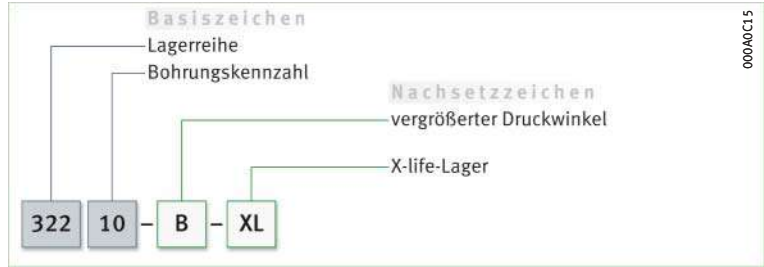 Basiszeichen
Lagerreihe
Bohrungskennzahl
Nachsetzzeichen
vergrößerter Druckwinkel
X-life-Lager
322 10 – B – XL
000A0C15